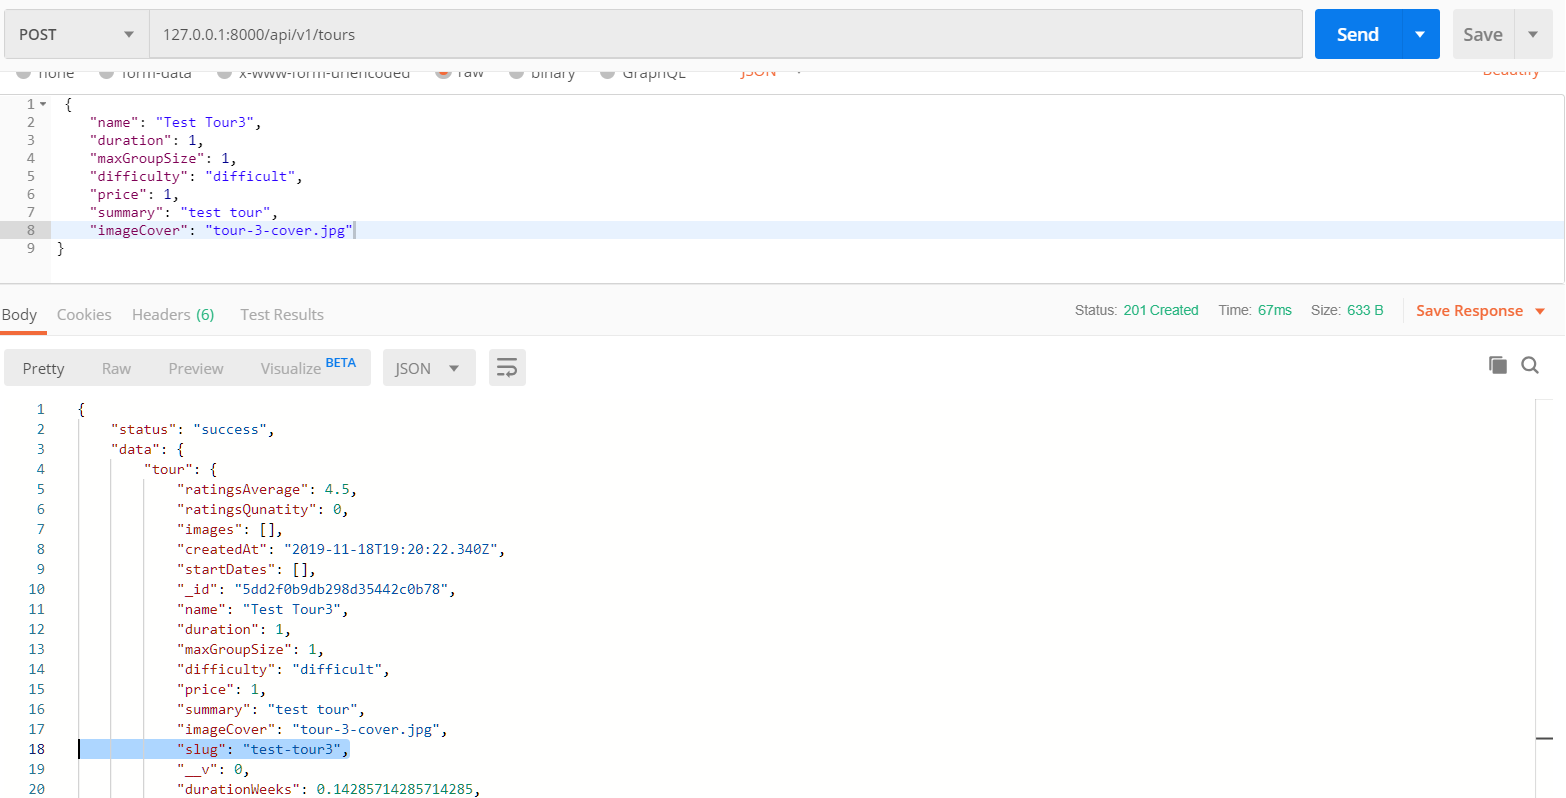 POST 127.0.0.1:8000/api/v1/tours Send Save
none form-data x-www-form-urlencoded raw binary GraphQL JSON Beautify
1 {
2 "name": "Test Tour3",
3 "duration": 1,
4 "maxGroupSize": 1,
5 "difficulty": "difficult",
6 "price": 1,
7 "summary": "test tour",
8 "imageCover": "tour-3-cover.jpg"
9 }
Body Cookies Headers (6) Test Results Status: 201 Created Time: 67ms Size: 633 B Save Response
Pretty Raw Preview Visualize BETA JSON
1 {
2 "status": "success",
3 "data": {
4 "tour": {
5 "ratingsAverage": 4.5,
6 "ratingsQunatity": 0,
7 "images": [],
8 "createdAt": "2019-11-18T19:20:22.340Z",
9 "startDates": [],
10 "_id": "5dd2f0b9db298d35442c0b78",
11 "name": "Test Tour3",
12 "duration": 1,
13 "maxGroupSize": 1,
14 "difficulty": "difficult",
15 "price": 1,
16 "summary": "test tour",
17 "imageCover": "tour-3-cover.jpg",
18 "slug": "test-tour3",
19 "__v": 0,
20 "durationWeeks": 0.14285714285714285,